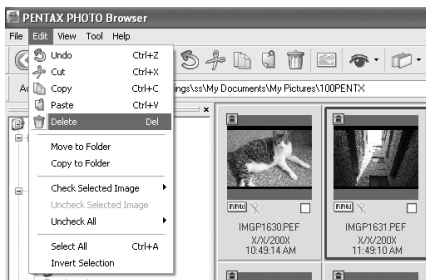 PENTAX PHOTO Browser
File Edit View Tool Help
Undo Ctrl+Z
Cut Ctrl+X
Copy Ctrl+C
Paste Ctrl+V
Delete Del
Move to Folder
Copy to Folder
Check Selected Image
Uncheck Selected Image
Uncheck All
Select All Ctrl+A
Invert Selection
ngs\ss\My Documents\My Pictures\100PENTX
RAW
IMGP1630.PEF
X/X/200X
10:49:14 AM
RAW
IMGP1631.PEF
X/X/200X
11:49:10 AM